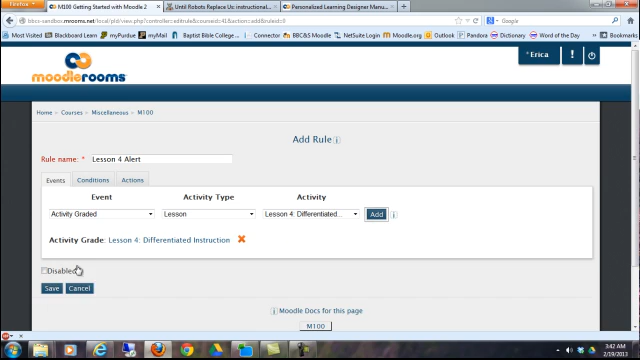 Firefox
M100 Getting Started with Moodle 2
Until Robots Replace Us: instructional...
Personalized Learning Designer Manu...
bbcs-sandbox.mrooms.net/local/pld/view.php?controller=editrule&courseid=41&action=add&ruleid=0
Google
Most Visited
Blackboard Learn
myPurdue
myMail
Baptist Bible College ...
Connector
BBC&S Moodle
Mrooms.org
Outlook
Pandora
Dictionary
Word of the Day
Bookmarks
Erica
!
moodlerooms
Home > Courses > Miscellaneous > M100
Add Rule
Rule name: * Lesson 4 Alert
Events Conditions Actions
Event Activity Type Activity
Activity Graded Lesson Lesson 4: Differentiated... Add
Activity Grade: Lesson 4: Differentiated Instruction
Disabled
Save Cancel
Moodle Docs for this page
M100
3:42 AM
2/19/2013